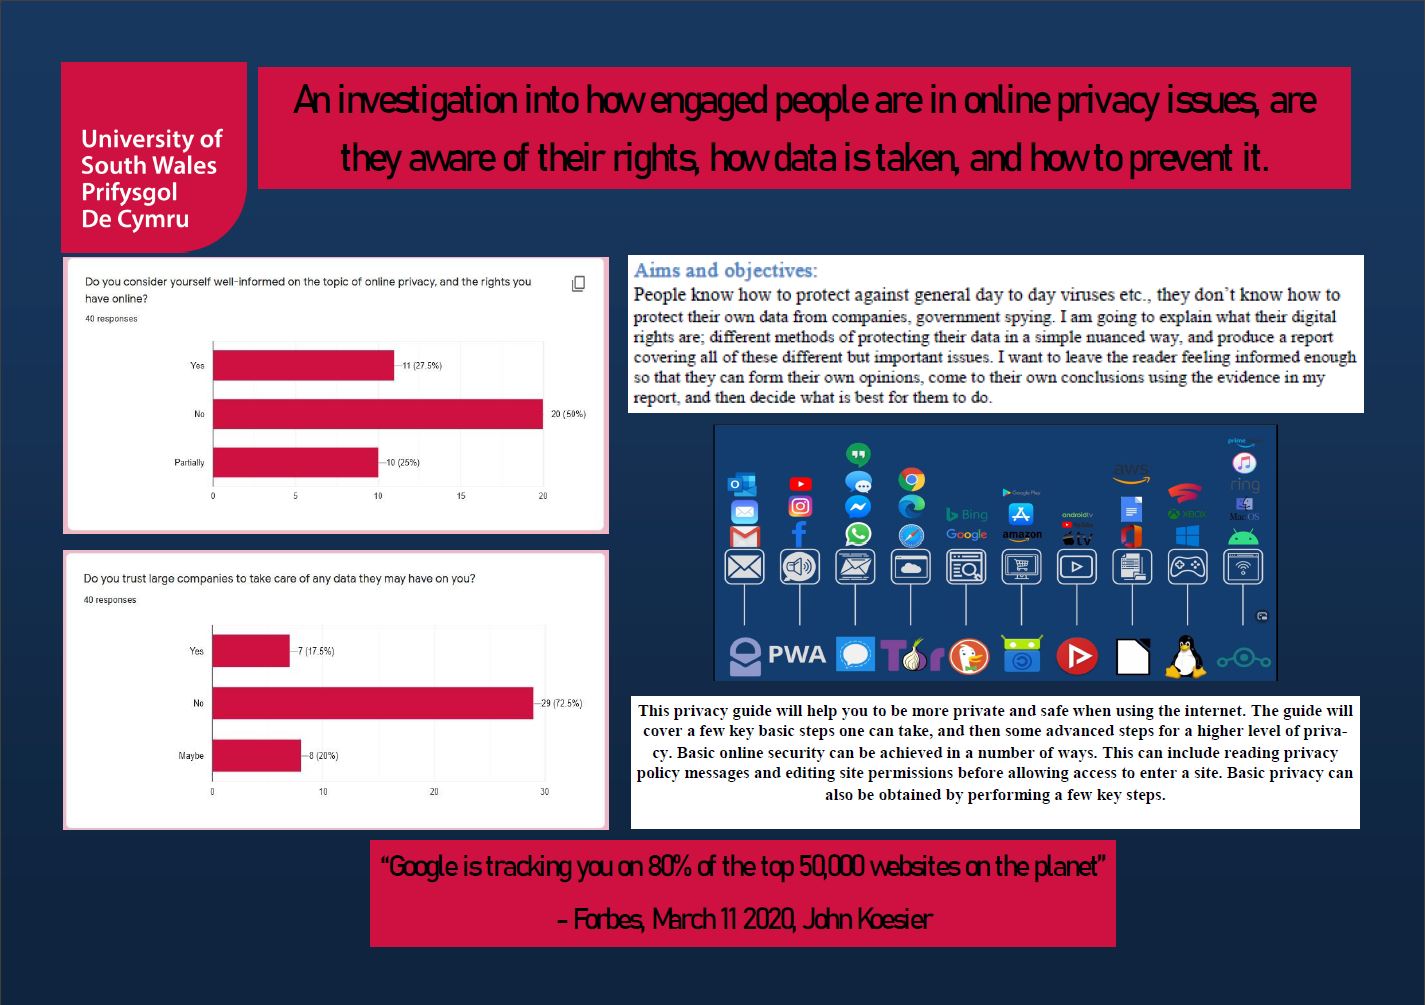 University of
South Wales
Prifysgol
De Cymru
An investigation into how engaged people are in online privacy issues, are
they aware of their rights, how data is taken, and how to prevent it.
Do you consider yourself well-informed on the topic of online privacy, and the rights you
have online?
40 responses
Yes
11 (27.5%)
No
20 (50%)
Partially
10 (25%)
0 5 10 15 20
Do you trust large companies to take care of any data they may have on you?
40 responses
Yes
7 (17.5%)
No
29 (72.5%)
Maybe
8 (20%)
0 10 20 30
Aims and objectives:
People know how to protect against general day to day viruses etc., they don’t know how to
protect their own data from companies, government spying. I am going to explain what their digital
rights are; different methods of protecting their data in a simple nuanced way, and produce a report
covering all of these different but important issues. I want to leave the reader feeling informed enough
so that they can form their own opinions, come to their own conclusions using the evidence in my
report, and then decide what is best for them to do.
prime
aws
ring
Google Play
Bing
androidtv
XBOX
Mac OS
YouTube
Google
amazon
tv
PWA
Tor
This privacy guide will help you to be more private and safe when using the internet. The guide will
cover a few key basic steps one can take, and then some advanced steps for a higher level of priva-
cy. Basic online security can be achieved in a number of ways. This can include reading privacy
policy messages and editing site permissions before allowing access to enter a site. Basic privacy can
also be obtained by performing a few key steps.
“Google is tracking you on 80% of the top 50,000 websites on the planet”
- Forbes, March 11 2020, John Koesier